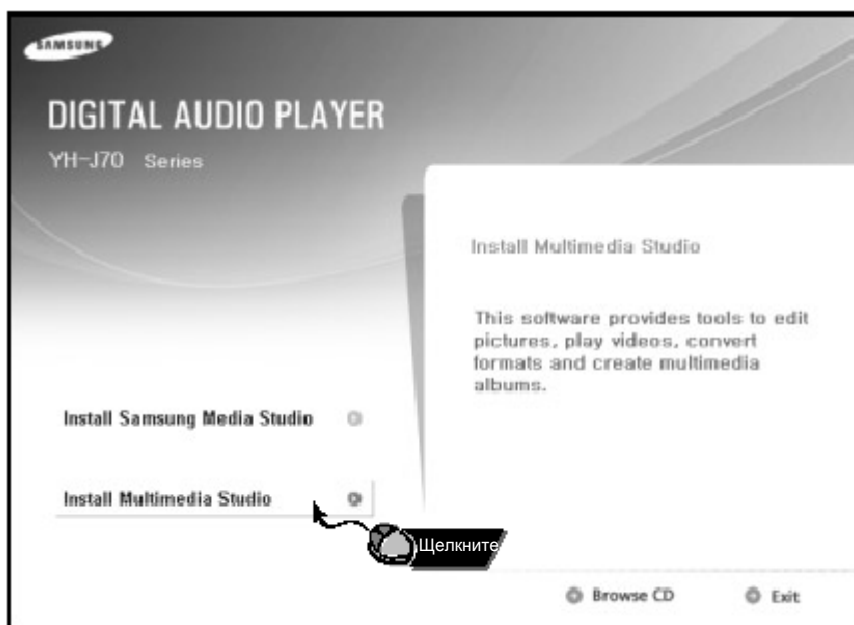 SAMSUNG
DIGITAL AUDIO PLAYER
YH-J70 Series
Install Multimedia Studio
This software provides tools to edit
pictures, play videos, convert
formats and create multimedia
albums.
Install Samsung Media Studio
Install Multimedia Studio
Щелкните
Browse CD
Exit